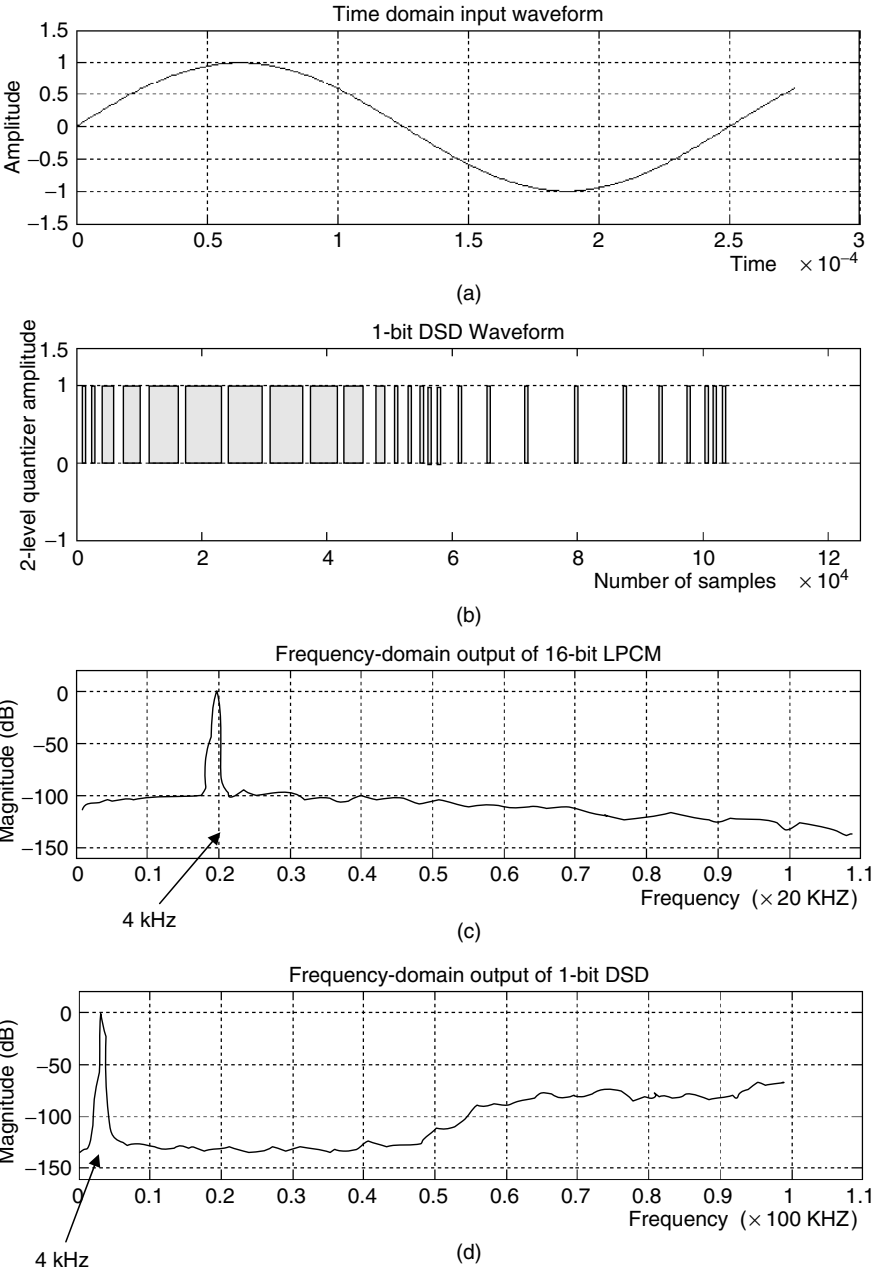 Time domain input waveform
1.5
1
0.5
0
−0.5
−1
−1.5
Amplitude
0 0.5 1 1.5 2 2.5 3
Time × 10−4
(a)
1-bit DSD Waveform
1.5
1
0
−1
2-level quantizer amplitude
0 2 4 6 8 10 12
Number of samples × 104
(b)
Frequency-domain output of 16-bit LPCM
0
−50
−100
−150
Magnitude (dB)
0 0.1 0.2 0.3 0.4 0.5 0.6 0.7 0.8 0.9 1 1.1
Frequency (× 20 KHZ)
4 kHz
(c)
Frequency-domain output of 1-bit DSD
0
−50
−100
−150
Magnitude (dB)
0 0.1 0.2 0.3 0.4 0.5 0.6 0.7 0.8 0.9 1 1.1
Frequency (× 100 KHZ)
4 kHz
(d)